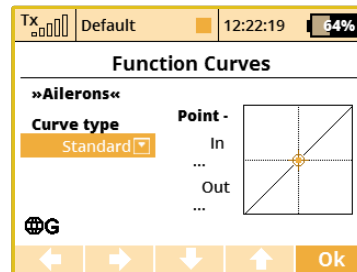 Tx Default 12:22:19 64%
Function Curves
»Ailerons«
Curve type
Standard
Point -
In
...
Out
...
G
Ok